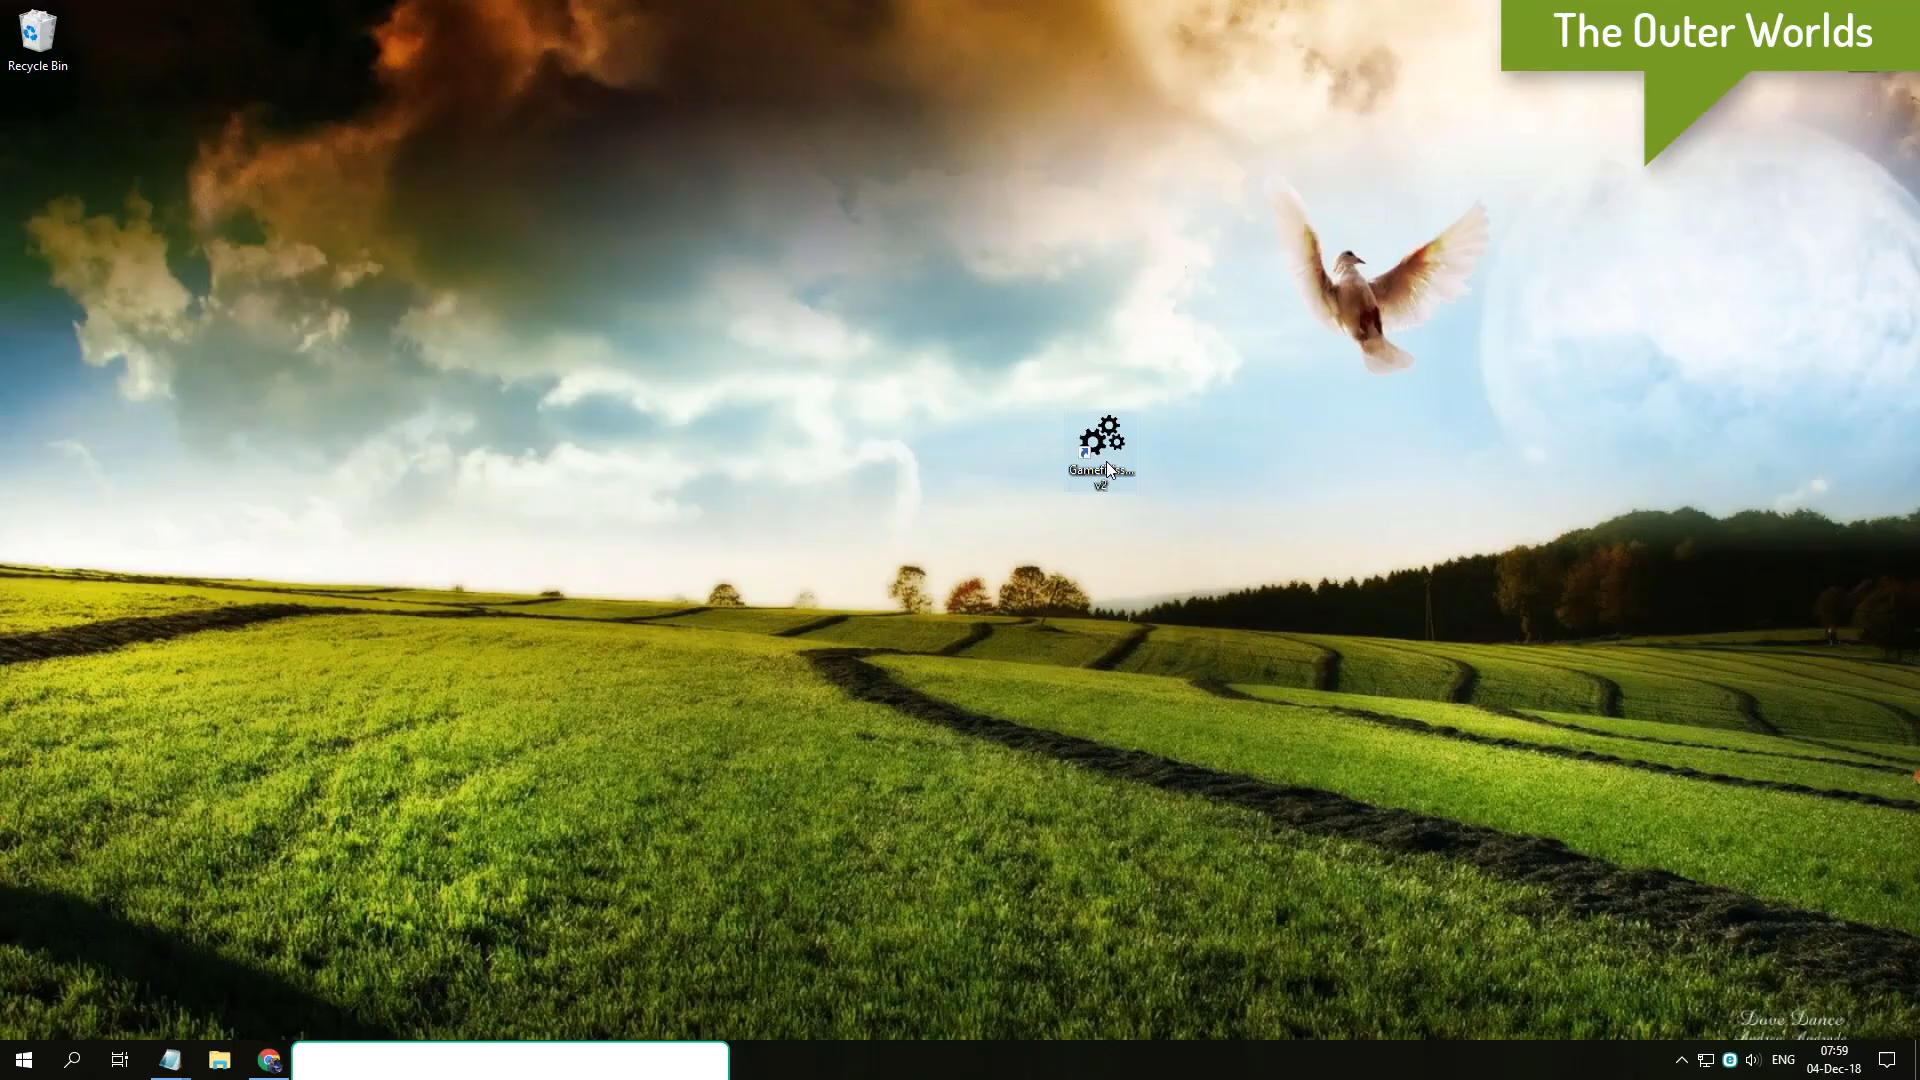 Recycle Bin
The Outer Worlds
v2
Dove Dance
ENG
07:59
04-Dec-18